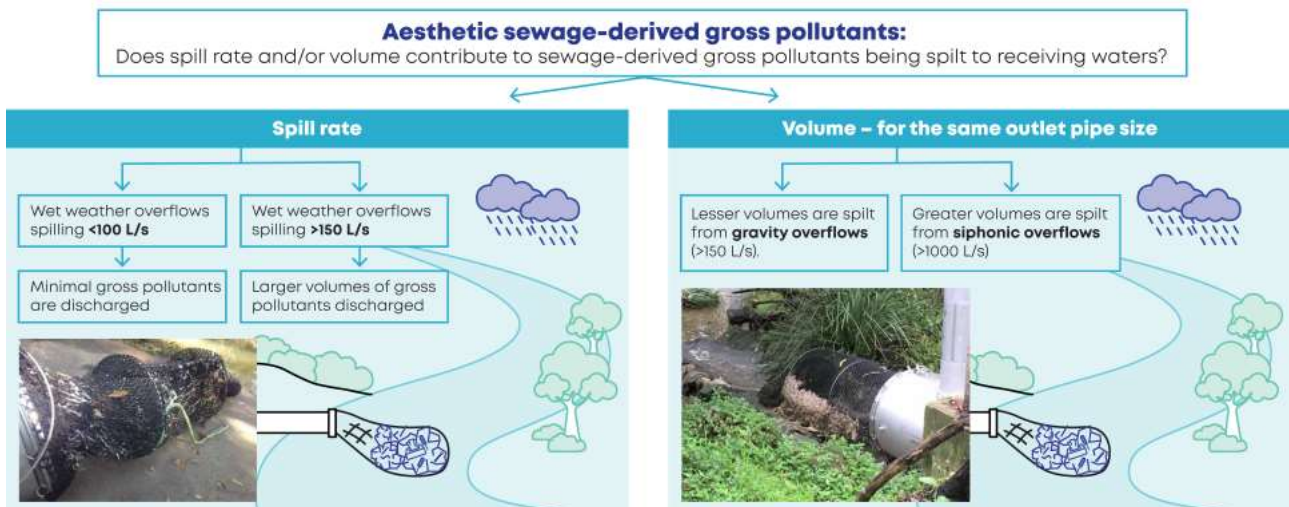 Aesthetic sewage-derived gross pollutants:
Does spill rate and/or volume contribute to sewage-derived gross pollutants being spilt to receiving waters?
Spill rate
Wet weather overflows
spilling <100 L/s
Wet weather overflows
spilling >150 L/s
Minimal gross pollutants
are discharged
Larger volumes of gross
pollutants discharged
Volume – for the same outlet pipe size
Lesser volumes are spilt
from gravity overflows
(>150 L/s).
Greater volumes are spilt
from siphonic overflows
(>1000 L/s)